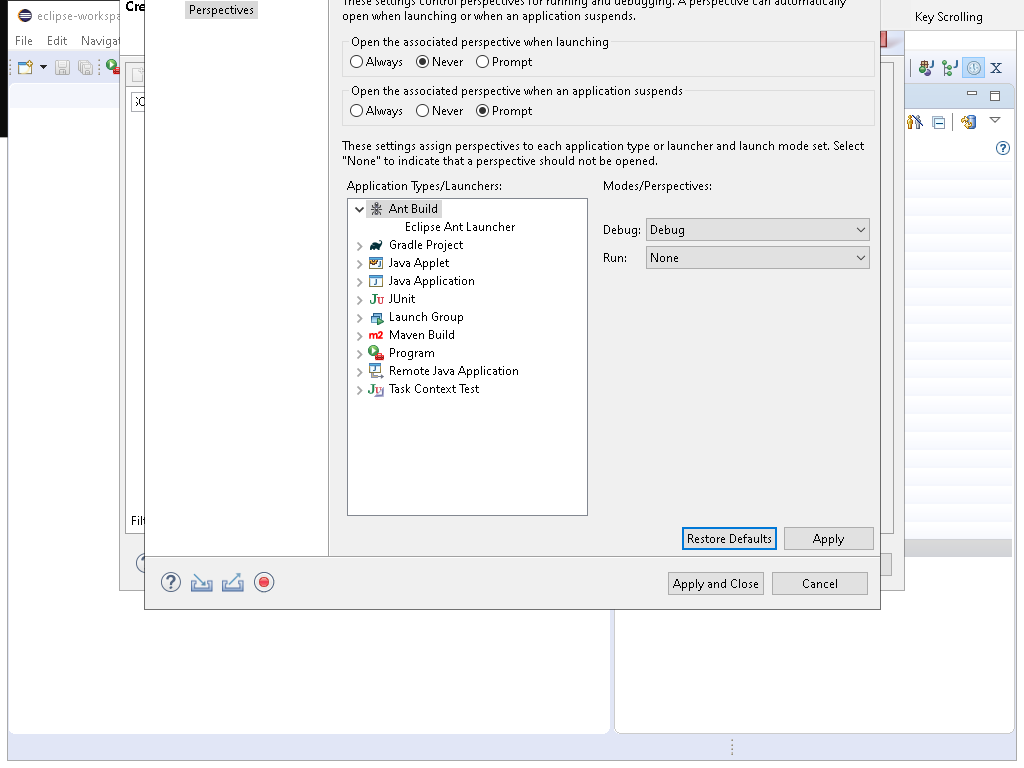 eclipse-workspa
Cre
Perspectives
These settings control perspectives for running and debugging. A perspective can automatically
open when launching or when an application suspends.
Key Scrolling
File Edit Navigat
Open the associated perspective when launching
Always Never Prompt
Open the associated perspective when an application suspends
Always Never Prompt
These settings assign perspectives to each application type or launcher and launch mode set. Select
"None" to indicate that a perspective should not be opened.
Application Types/Launchers:
Modes/Perspectives:
Ant Build
Eclipse Ant Launcher
Gradle Project
Java Applet
Java Application
JUnit
Launch Group
Maven Build
Program
Remote Java Application
Task Context Test
Debug: Debug
Run: None
Filt
Restore Defaults
Apply
Apply and Close
Cancel